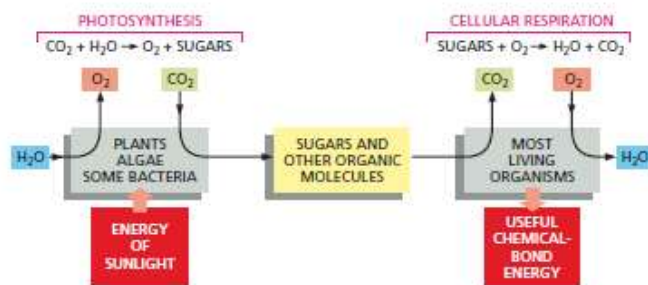 PHOTOSYNTHESIS
CO₂ + H₂O → O₂ + SUGARS
CELLULAR RESPIRATION
SUGARS + O₂ → H₂O + CO₂
O₂
CO₂
CO₂
O₂
H₂O
PLANTS
ALGAE
SOME BACTERIA
SUGARS AND
OTHER ORGANIC
MOLECULES
MOST
LIVING
ORGANISMS
H₂O
ENERGY
OF
SUNLIGHT
USEFUL
CHEMICAL-
BOND
ENERGY